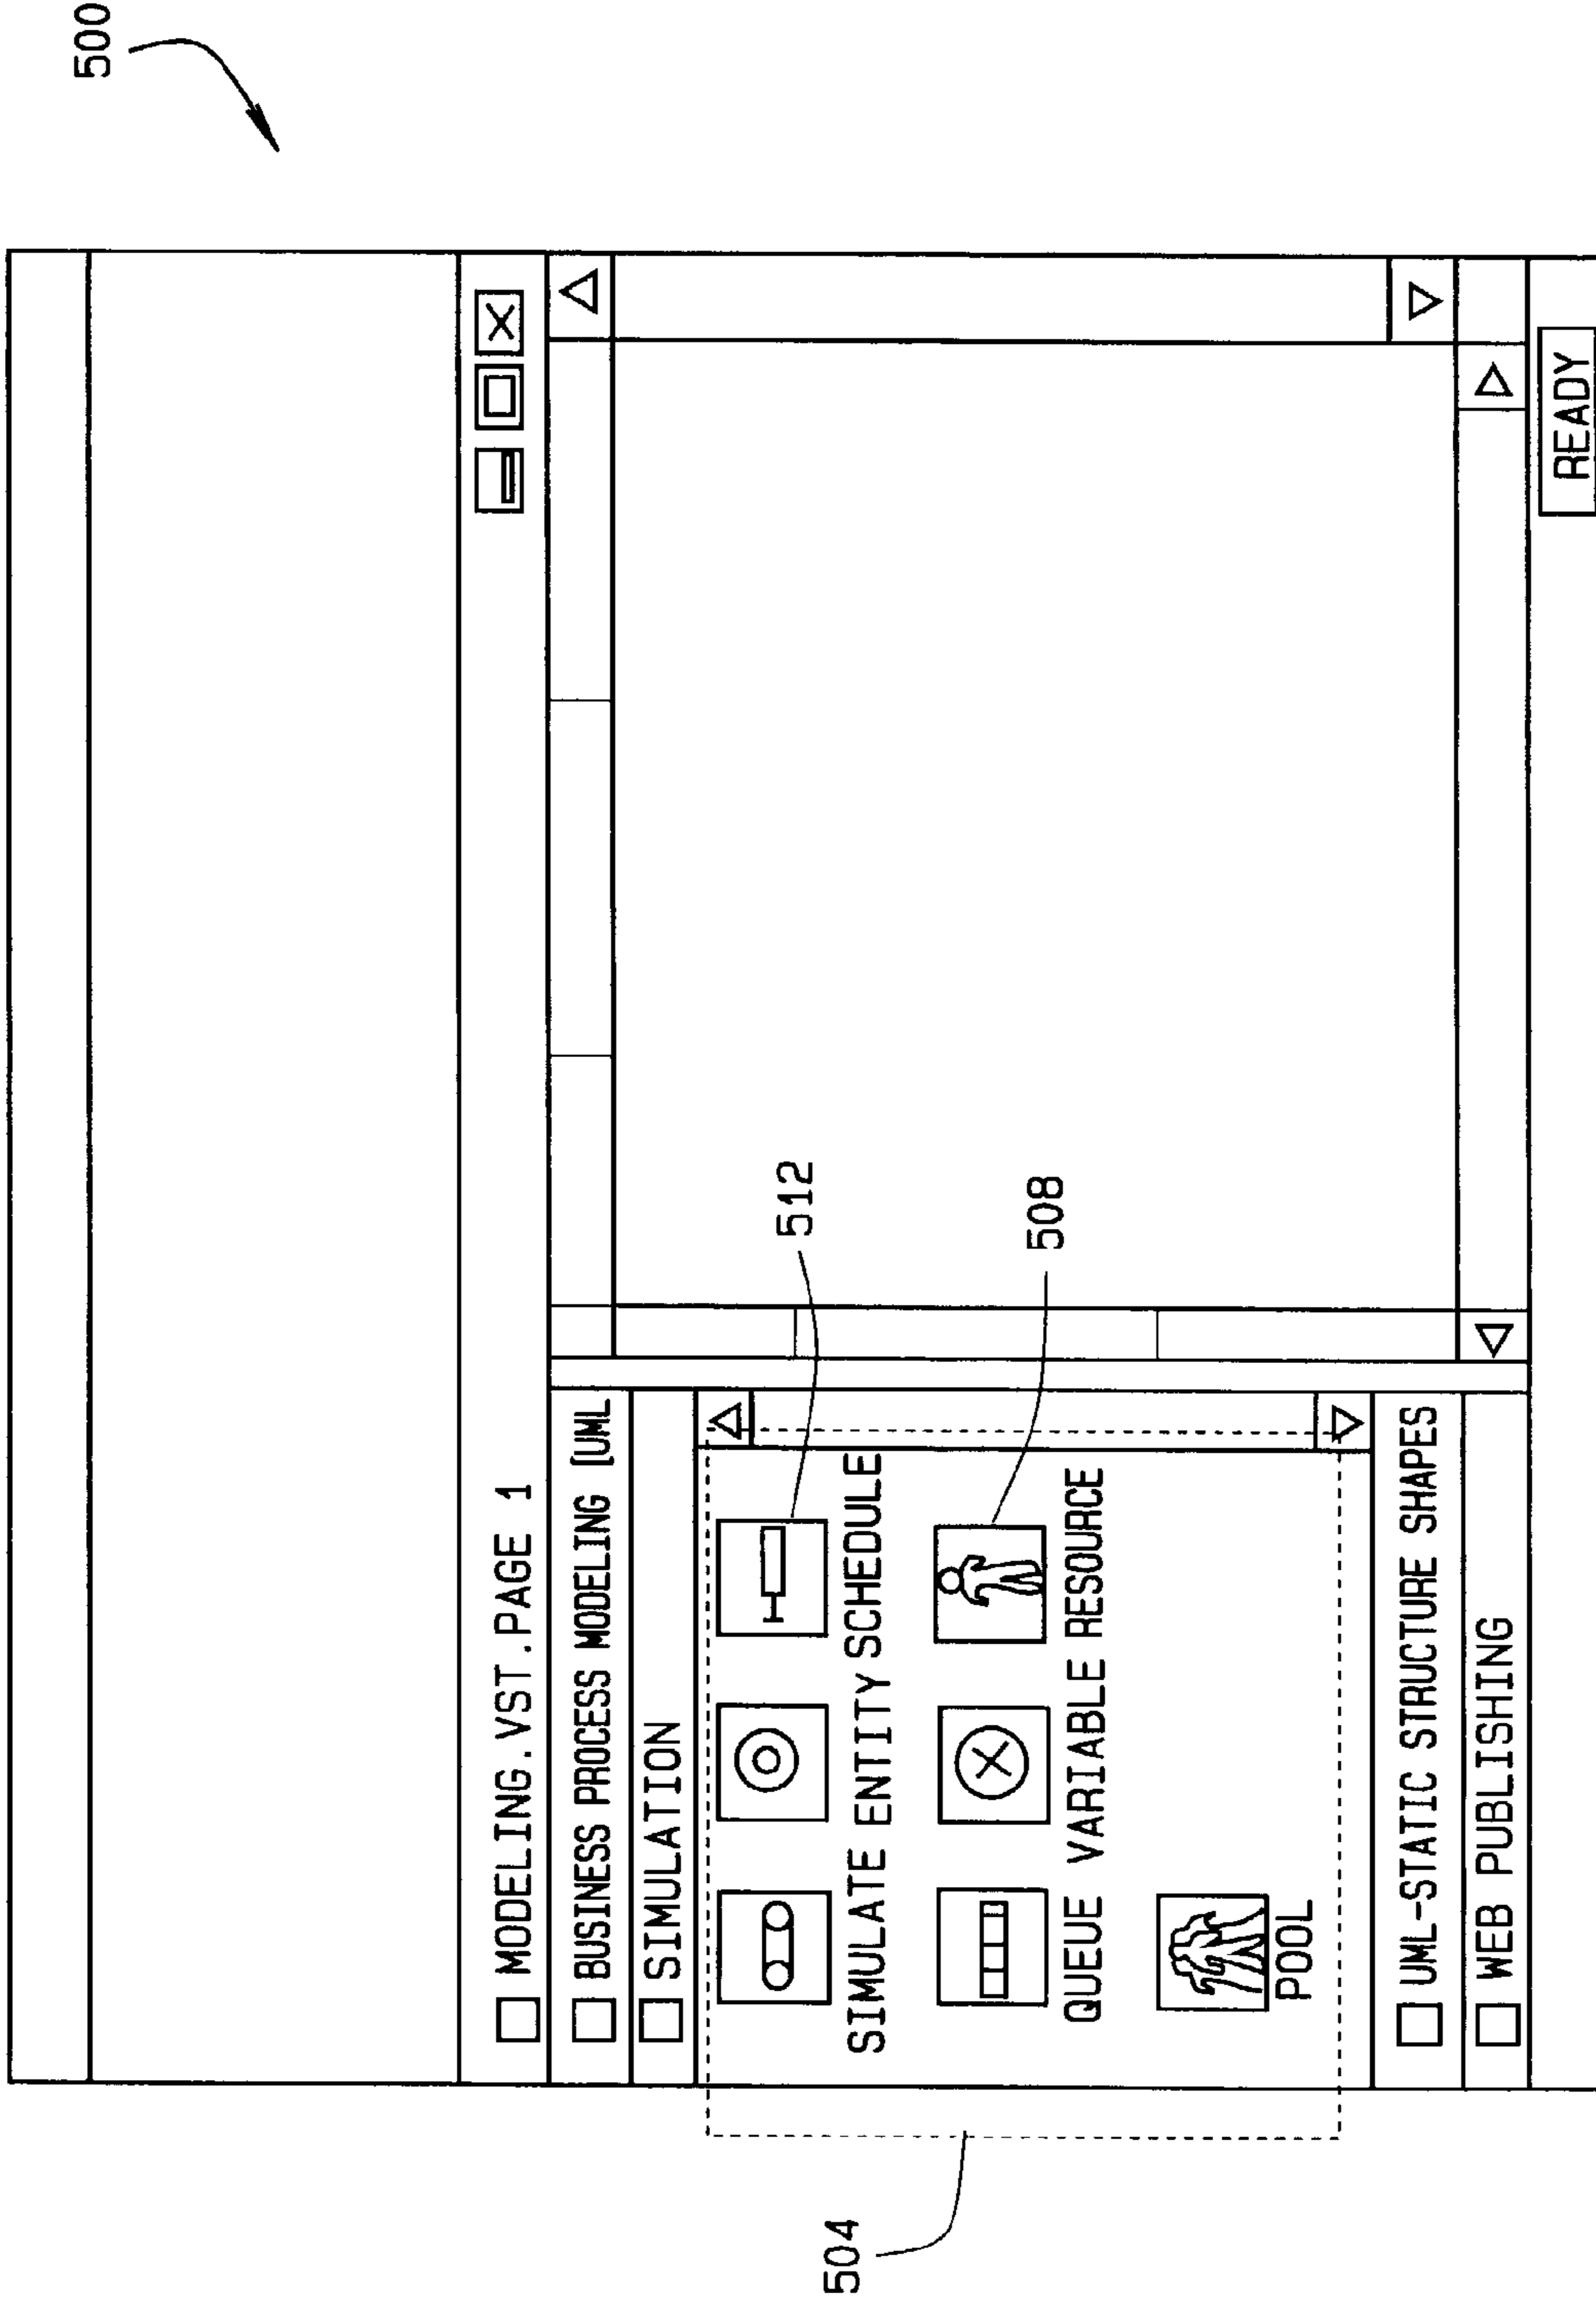 500
MODELING.VST.PAGE 1
BUSINESS PROCESS MODELING [UML
SIMULATION
512
SIMULATE ENTITY SCHEDULE
508
QUEUE VARIABLE RESOURCE
504
POOL
UML-STATIC STRUCTURE SHAPES
WEB PUBLISHING
READY